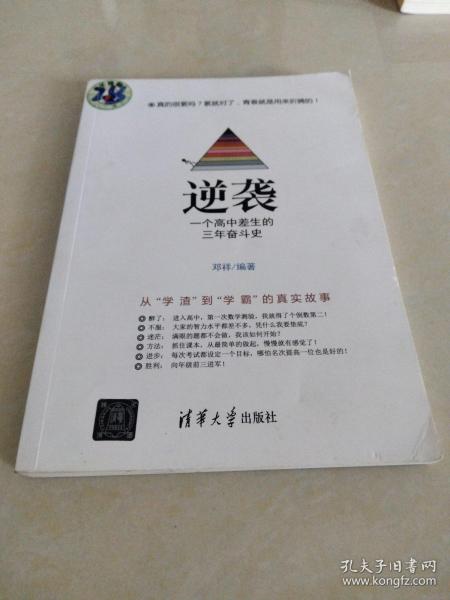 真的很累吗？累就对了，青春就是用来折腾的！
逆袭
一个高中差生的
三年奋斗史
邓祥/编著
从“学渣”到“学霸”的真实故事
醉了： 进入高中，第一次数学测验，我就得了个倒数第二！
不服： 大家的智力水平都差不多，凭什么我要垫底？
迷茫： 满眼的题都不会做，我该如何开始？
方法： 抓住课本，从最简单的做起，慢慢就有感觉了！
进步： 每次考试都设定一个目标，哪怕名次提高一位也是好的！
胜利： 向年级前三进军！
清华大学出版社
孔夫子旧书网
www.kongfz.com